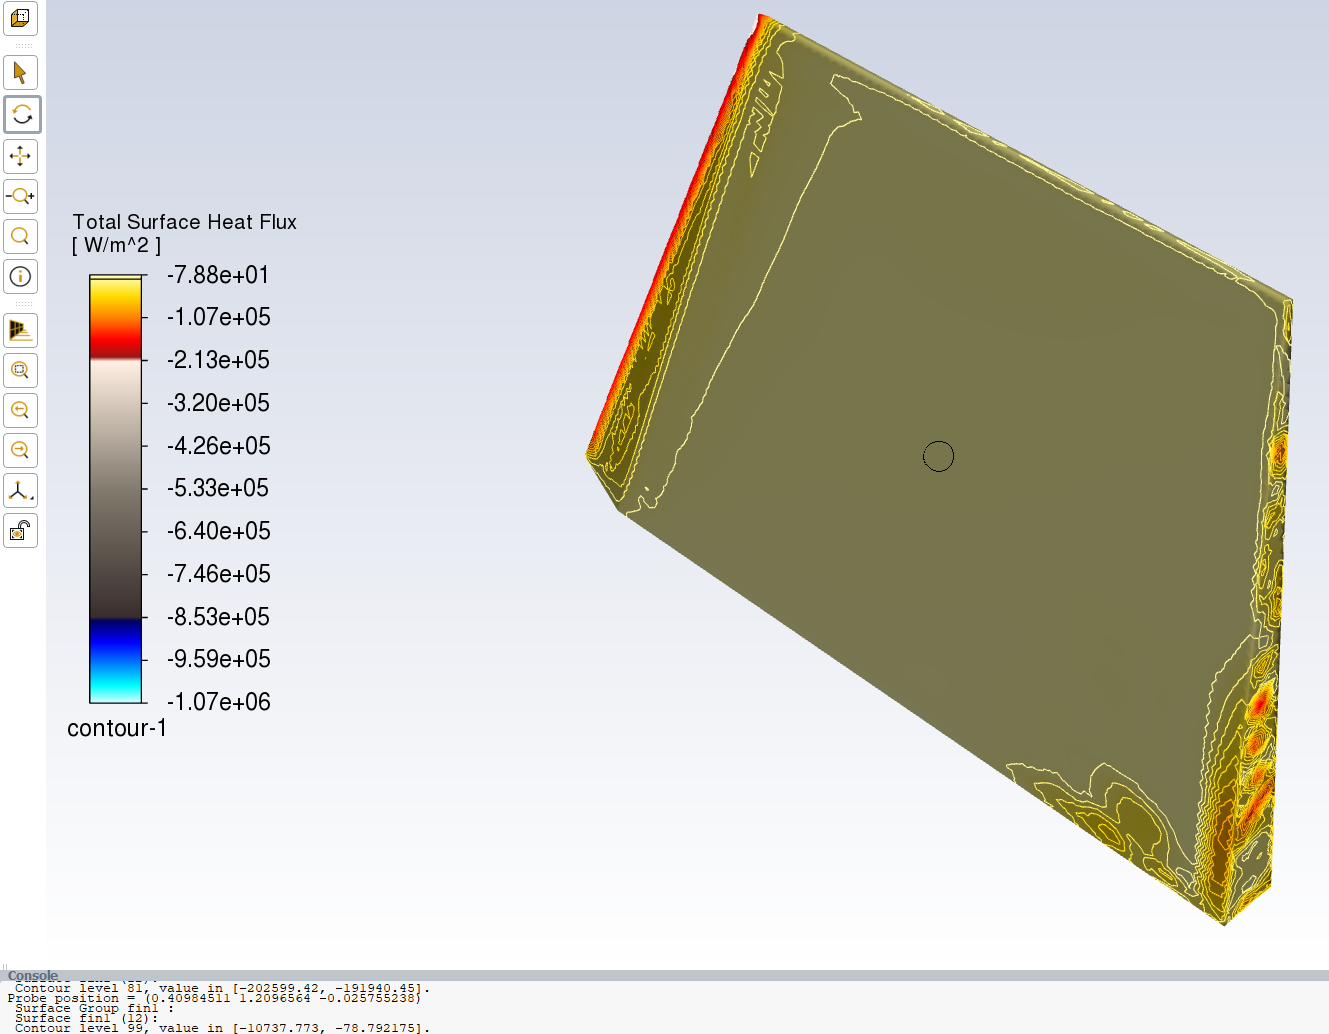 Total Surface Heat Flux
[ W/m^2 ]
-7.88e+01
-1.07e+05
-2.13e+05
-3.20e+05
-4.26e+05
-5.33e+05
-6.40e+05
-7.46e+05
-8.53e+05
-9.59e+05
-1.07e+06
contour-1
Console
Contour level 81, value in [-202599.42, -191940.45].
Probe position = (0.40984511 1.2096564 -0.025755238)
Surface Group fin1 :
Surface fin1 (12):
Contour level 99, value in [-10737.773, -78.792175].